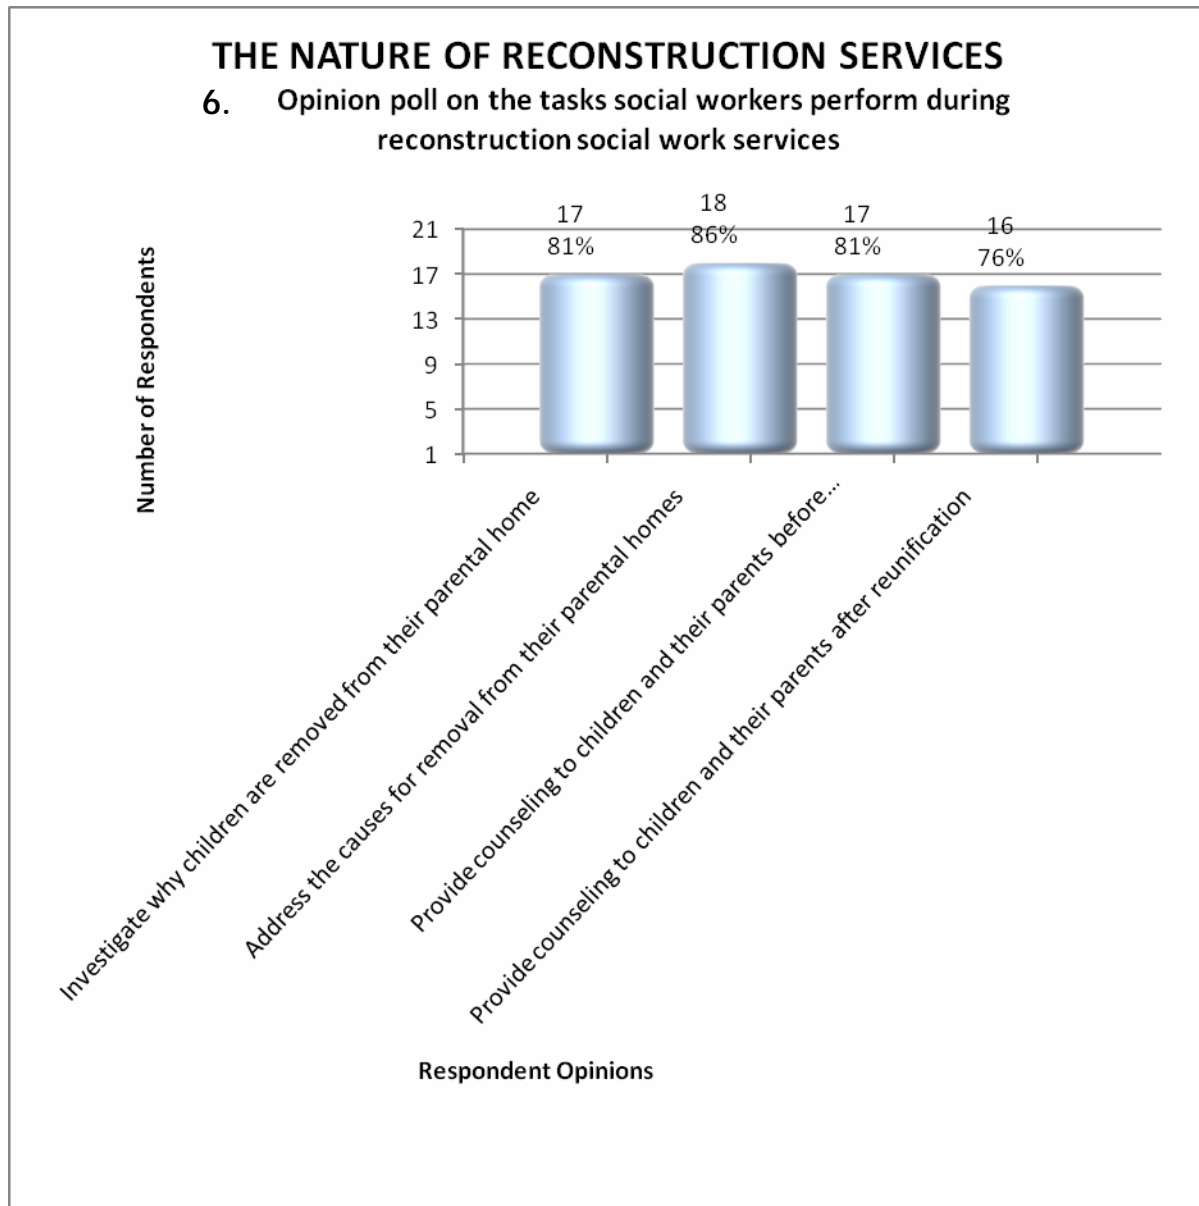 THE NATURE OF RECONSTRUCTION SERVICES
6. Opinion poll on the tasks social workers perform during
reconstruction social work services
Number of Respondents
21
17
13
9
5
1
17
81%
18
86%
17
81%
16
76%
Investigate why children are removed from their parental home
Address the causes for removal from their parental homes
Provide counseling to children and their parents before...
Provide counseling to children and their parents after reunification
Respondent Opinions